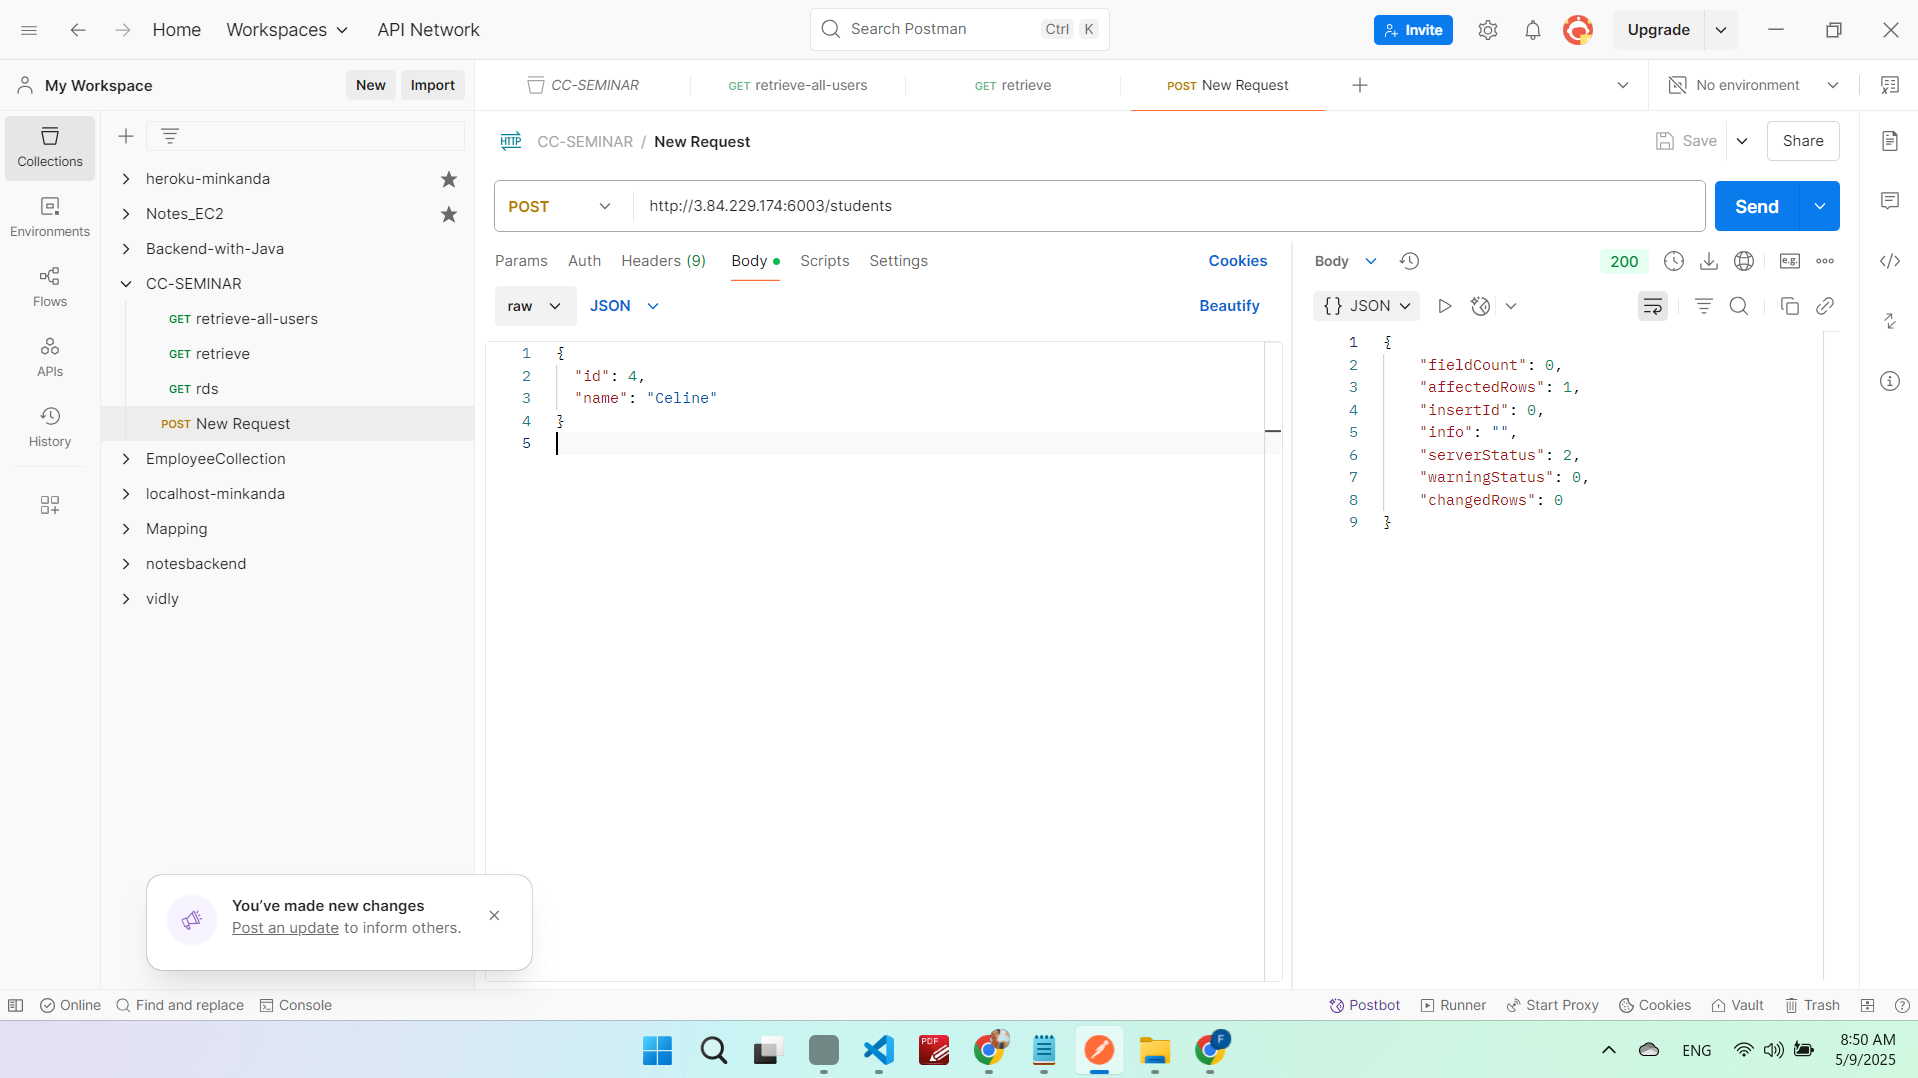 Home
Workspaces
API Network
Search Postman
Ctrl K
Invite
Upgrade
My Workspace
New
Import
CC-SEMINAR
GET retrieve-all-users
GET retrieve
POST New Request
No environment
Collections
Environments
Flows
APIs
History
heroku-minkanda
Notes_EC2
Backend-with-Java
CC-SEMINAR
GET retrieve-all-users
GET retrieve
GET rds
POST New Request
EmployeeCollection
localhost-minkanda
Mapping
notesbackend
vidly
HTTP CC-SEMINAR / New Request
Save
Share
POST
http://3.84.229.174:6003/students
Send
Params Auth Headers (9) Body Scripts Settings
Cookies
raw
JSON
Beautify
1 {
2 "id": 4,
3 "name": "Celine"
4 }
5
Body
200
e.g.
{} JSON
1 {
2 "fieldCount": 0,
3 "affectedRows": 1,
4 "insertId": 0,
5 "info": "",
6 "serverStatus": 2,
7 "warningStatus": 0,
8 "changedRows": 0
9 }
You've made new changes
Post an update to inform others.
Online
Find and replace
Console
Postbot
Runner
Start Proxy
Cookies
Vault
Trash
PDF
F
ENG
8:50 AM
5/9/2025